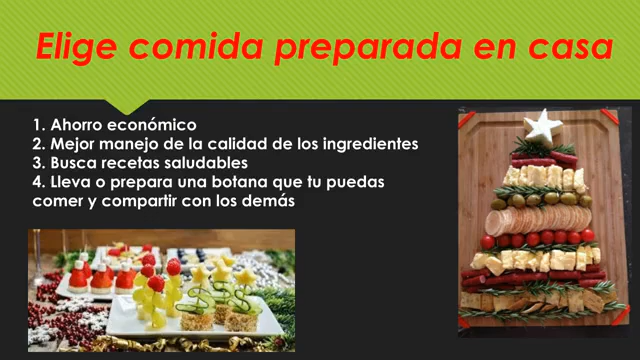 Elige comida preparada en casa
1. Ahorro económico
2. Mejor manejo de la calidad de los ingredientes
3. Busca recetas saludables
4. Lleva o prepara una botana que tu puedas
comer y compartir con los demás